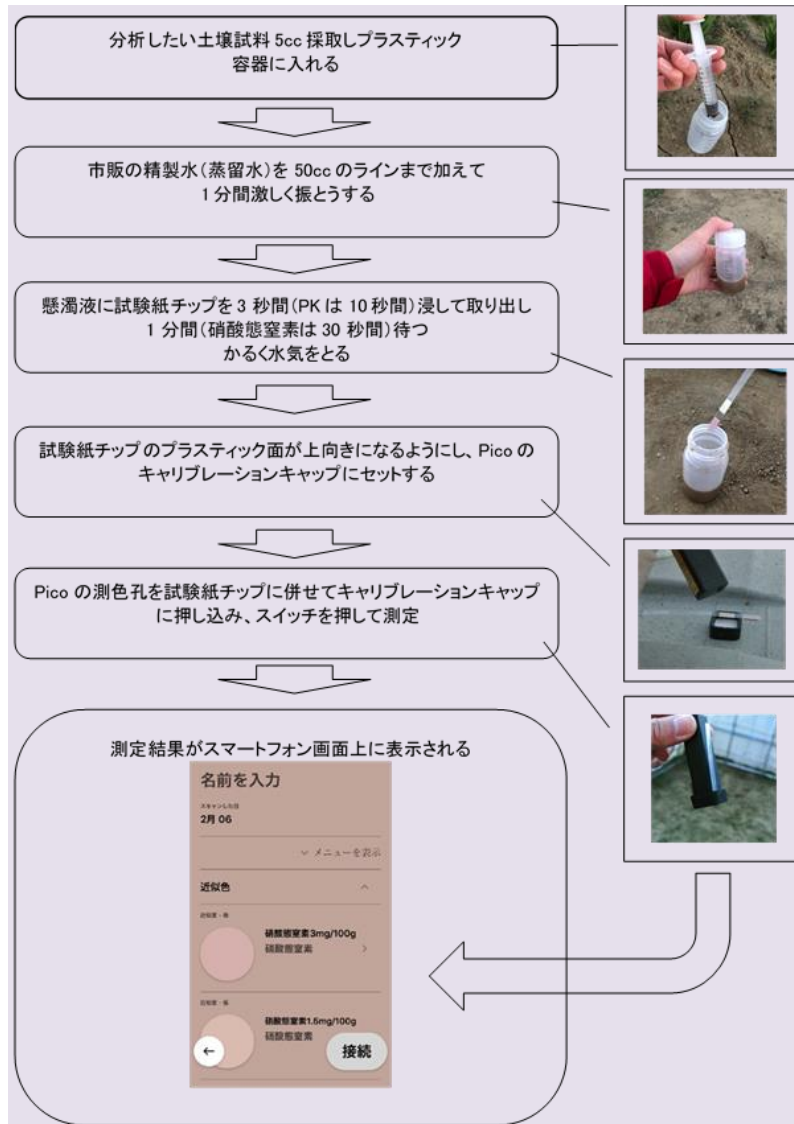 分析したい土壌試料 5cc 採取しプラスティック
容器に入れる
市販の精製水(蒸留水)を 50cc のラインまで加えて
1 分間激しく振とうする
懸濁液に試験紙チップを 3 秒間(PK は 10 秒間)浸して取り出し
1 分間(硝酸態窒素は 30 秒間)待つ
かるく水気をとる
試験紙チップのプラスティック面が上向きになるようにし、Pico の
キャリブレーションキャップにセットする
Pico の測色孔を試験紙チップに併せてキャリブレーションキャップ
に押し込み、スイッチを押して測定
測定結果がスマートフォン画面上に表示される
名前を入力
スキャンした日
2月 06
メニューを表示
近似色
硝酸態窒素3mg/100g
硝酸態窒素
硝酸態窒素1.5mg/100g
硝酸態窒素
接続